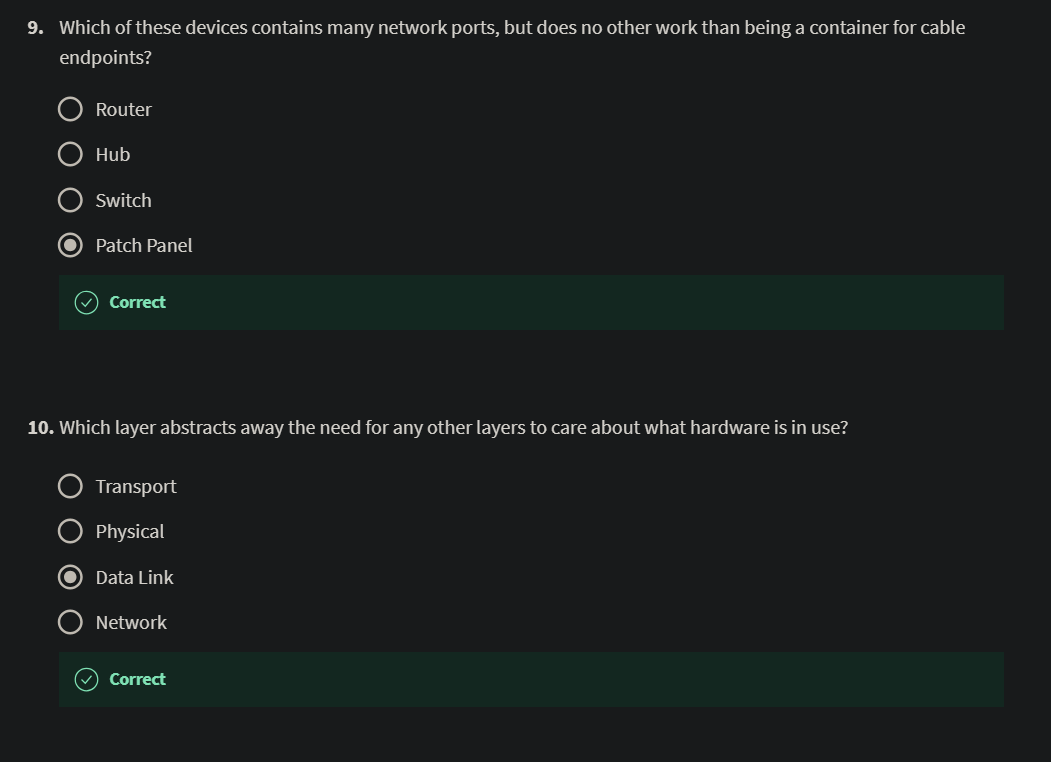 9. Which of these devices contains many network ports, but does no other work than being a container for cable
endpoints?
Router
Hub
Switch
Patch Panel
Correct
10. Which layer abstracts away the need for any other layers to care about what hardware is in use?
Transport
Physical
Data Link
Network
Correct